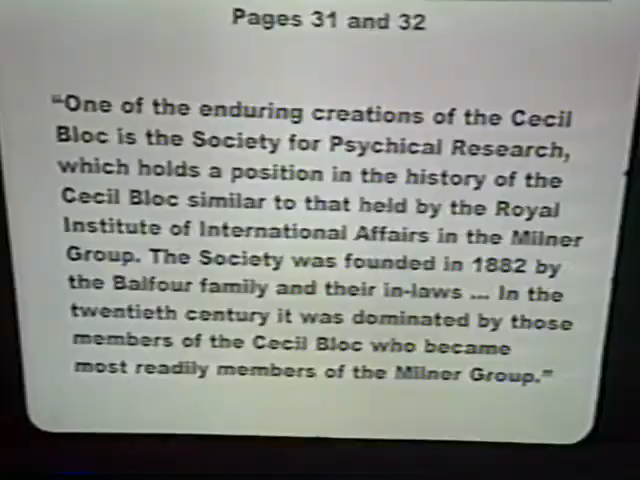 Pages 31 and 32
“One of the enduring creations of the Cecil
Bloc is the Society for Psychical Research,
which holds a position in the history of the
Cecil Bloc similar to that held by the Royal
Institute of International Affairs in the Milner
Group. The Society was founded in 1882 by
the Balfour family and their in-laws ... In the
twentieth century it was dominated by those
members of the Cecil Bloc who became
most readily members of the Milner Group.”